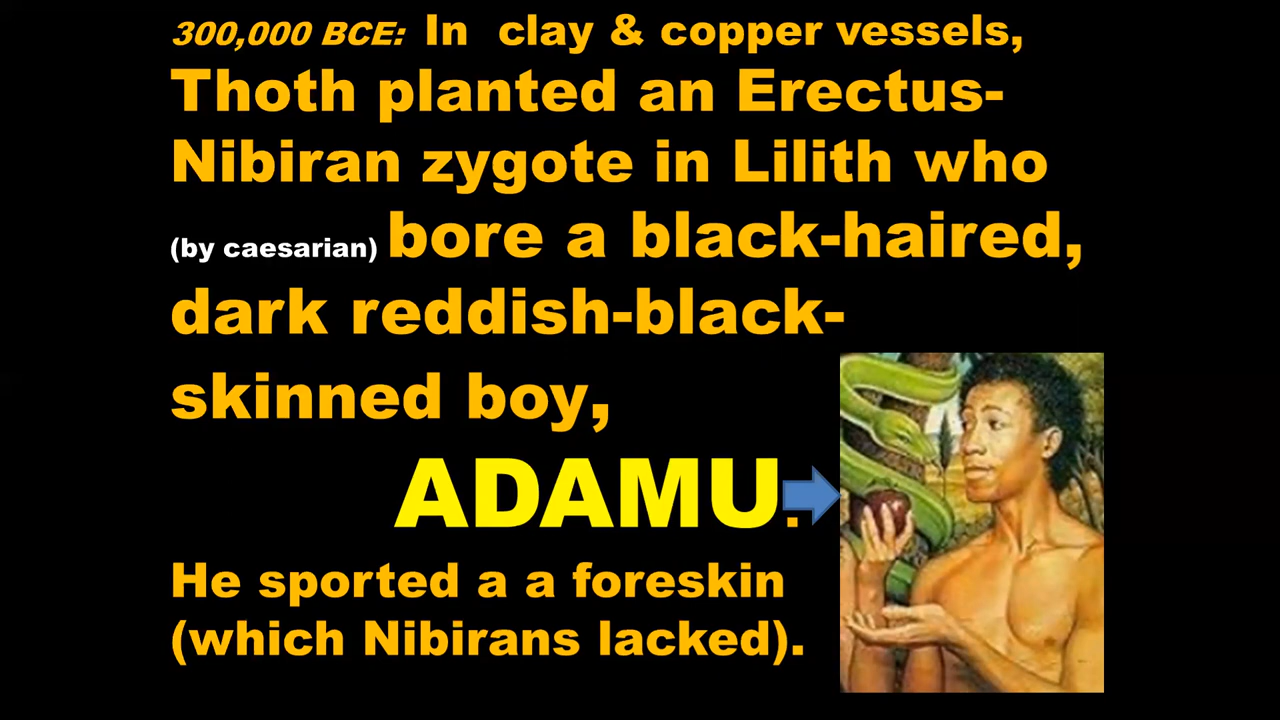 300,000 BCE: In clay & copper vessels,
Thoth planted an Erectus-
Nibiran zygote in Lilith who
(by caesarian) bore a black-haired,
dark reddish-black-
skinned boy,
ADAMU.
He sported a a foreskin
(which Nibirans lacked).